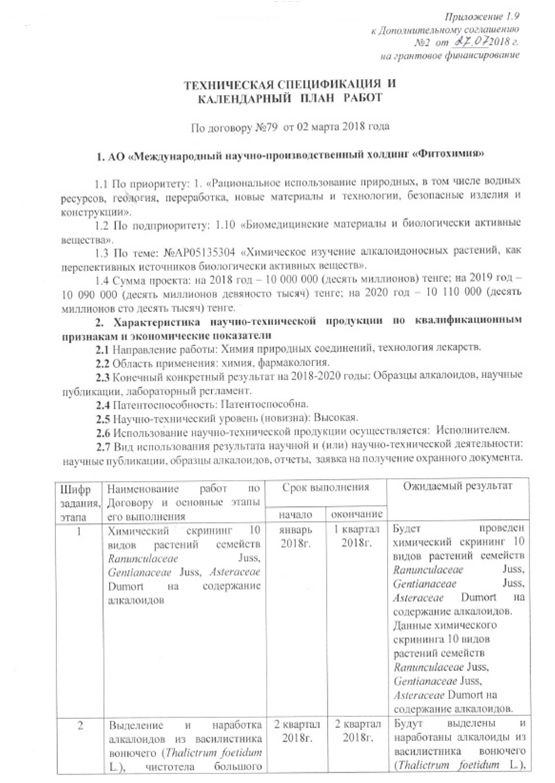 Приложение 1.9
к Дополнительному соглашению
№2 от 27.07 2018 г.
на грантовое финансирование
ТЕХНИЧЕСКАЯ СПЕЦИФИКАЦИЯ И
КАЛЕНДАРНЫЙ ПЛАН РАБОТ
По договору №79 от 02 марта 2018 года
1. АО «Международный научно-производственный холдинг «Фитохимия»
1.1 По приоритету: 1. «Рациональное использование природных, в том числе водных
ресурсов, геология, переработка, новые материалы и технологии, безопасные изделия и
конструкции».
1.2 По подприоритету: 1.10 «Биомедицинские материалы и биологически активные
вещества».
1.3 По теме: №АР05135304 «Химическое изучение алкалоидоносных растений, как
перспективных источников биологически активных веществ».
1.4 Сумма проекта: на 2018 год – 10 000 000 (десять миллионов) тенге; на 2019 год –
10 090 000 (десять миллионов девяносто тысяч) тенге; на 2020 год – 10 110 000 (десять
миллионов сто десять тысяч) тенге.
2. Характеристика научно-технической продукции по квалификационным
признакам и экономические показатели
2.1 Направление работы: Химия природных соединений, технология лекарств.
2.2 Область применения: химия, фармакология.
2.3 Конечный конкретный результат на 2018-2020 годы: Образцы алкалоидов, научные
публикации, лабораторный регламент.
2.4 Патентоспособность: Патентоспособна.
2.5 Научно-технический уровень (новизна): Высокая.
2.6 Использование научно-технической продукции осуществляется: Исполнителем.
2.7 Вид использования результата научной и (или) научно-технической деятельности:
научные публикации, образцы алкалоидов, отчеты, заявка на получение охранного документа.
Шифр
задания,
этапа
Наименование работ по
Договору и основные этапы
его выполнения
Срок выполнения
начало
окончание
Ожидаемый результат
1
Химический скрининг 10
видов растений семейств
Ranunculaceae Juss,
Gentianaceae Juss, Asteraceae
Dumort на содержание
алкалоидов
январь
2018г.
1 квартал
2018г.
Будет проведен
химический скрининг 10
видов растений семейств
Ranunculaceae Juss,
Gentianaceae Juss,
Asteraceae Dumort на
содержание алкалоидов.
Данные химического
скрининга 10 видов
растений семейств
Ranunculaceae Juss,
Gentianaceae Juss,
Asteraceae Dumort на
содержание алкалоидов.
2
Выделение и наработка
алкалоидов из василистника
вонючего (Thalictrum foetidum
L.), чистотела большого
2 квартал
2018г.
2 квартал
2018г.
Будут выделены и
наработаны алкалоиды из
василистника вонючего
(Thalictrum foetidum L.),